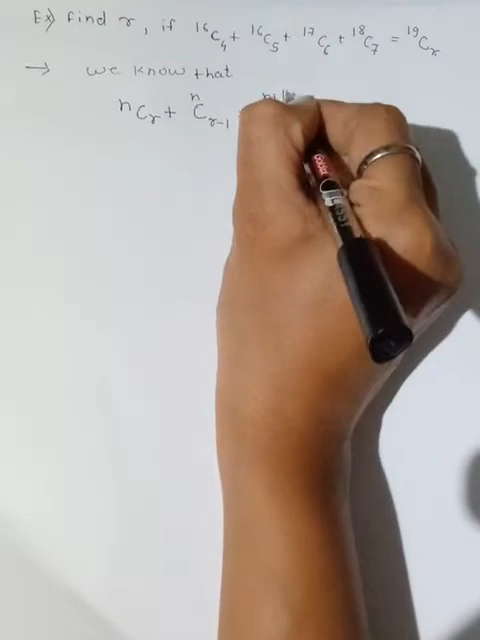 Ex) find r, if ¹⁶C₄ + ¹⁶C₅ + ¹⁷C₆ + ¹⁸C₇ = ¹⁹Cᵣ
→ we know that
ⁿCᵣ + ⁿCᵣ₋₁